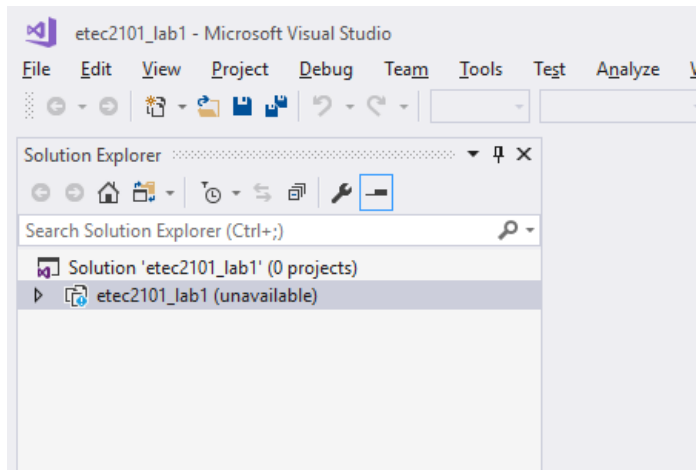 etec2101_lab1 - Microsoft Visual Studio
File Edit View Project Debug Team Tools Test Analyze
Solution Explorer
Search Solution Explorer (Ctrl+;)
Solution 'etec2101_lab1' (0 projects)
etec2101_lab1 (unavailable)